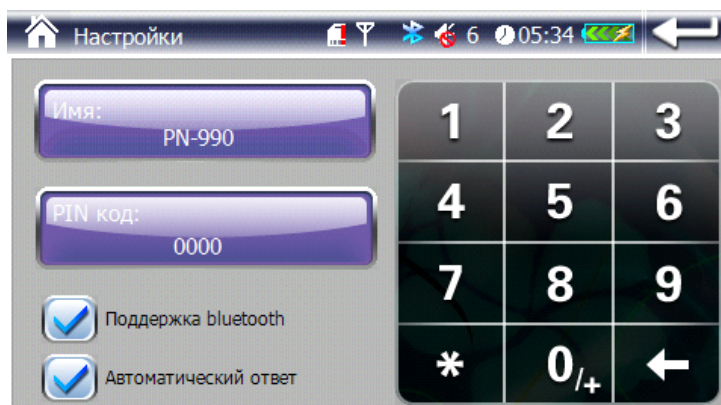 Настройки 6 05:34
Имя:
PN-990
PIN код:
0000
Поддержка bluetooth
Автоматический ответ
1 2 3
4 5 6
7 8 9
* 0/+